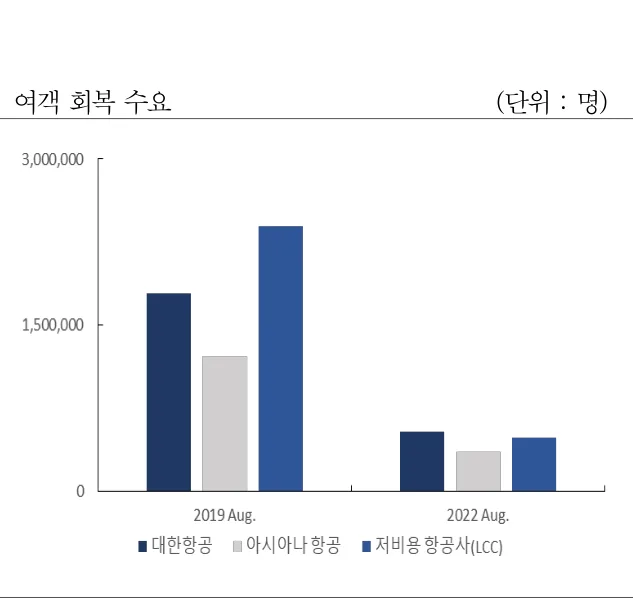 여객 회복 수요 (단위 : 명)
3,000,000
1,500,000
0
2019 Aug. 2022 Aug.
대한항공 아시아나 항공 저비용 항공사(LCC)